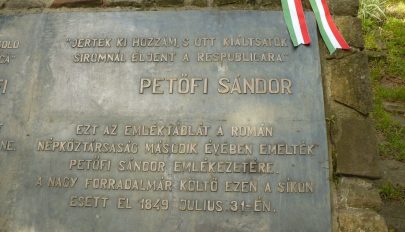 "JERTEK KI HOZZÁM, S OTT KIÁLTSÁTOK
SÍROMNÁL ÉLJENT A RESPUBLICÁRA"
PETŐFI SÁNDOR
EZT AZ EMLÉKTÁBLÁT A ROMÁN
NÉPKÖZTÁRSASÁG MÁSODIK ÉVÉBEN EMELTÉK
PETŐFI SÁNDOR EMLÉKEZETÉRE.
A NAGY FORRADALMÁR KÖLTŐ EZEN A SÍKON
ESETT EL 1849 JÚLIUS 31-ÉN.